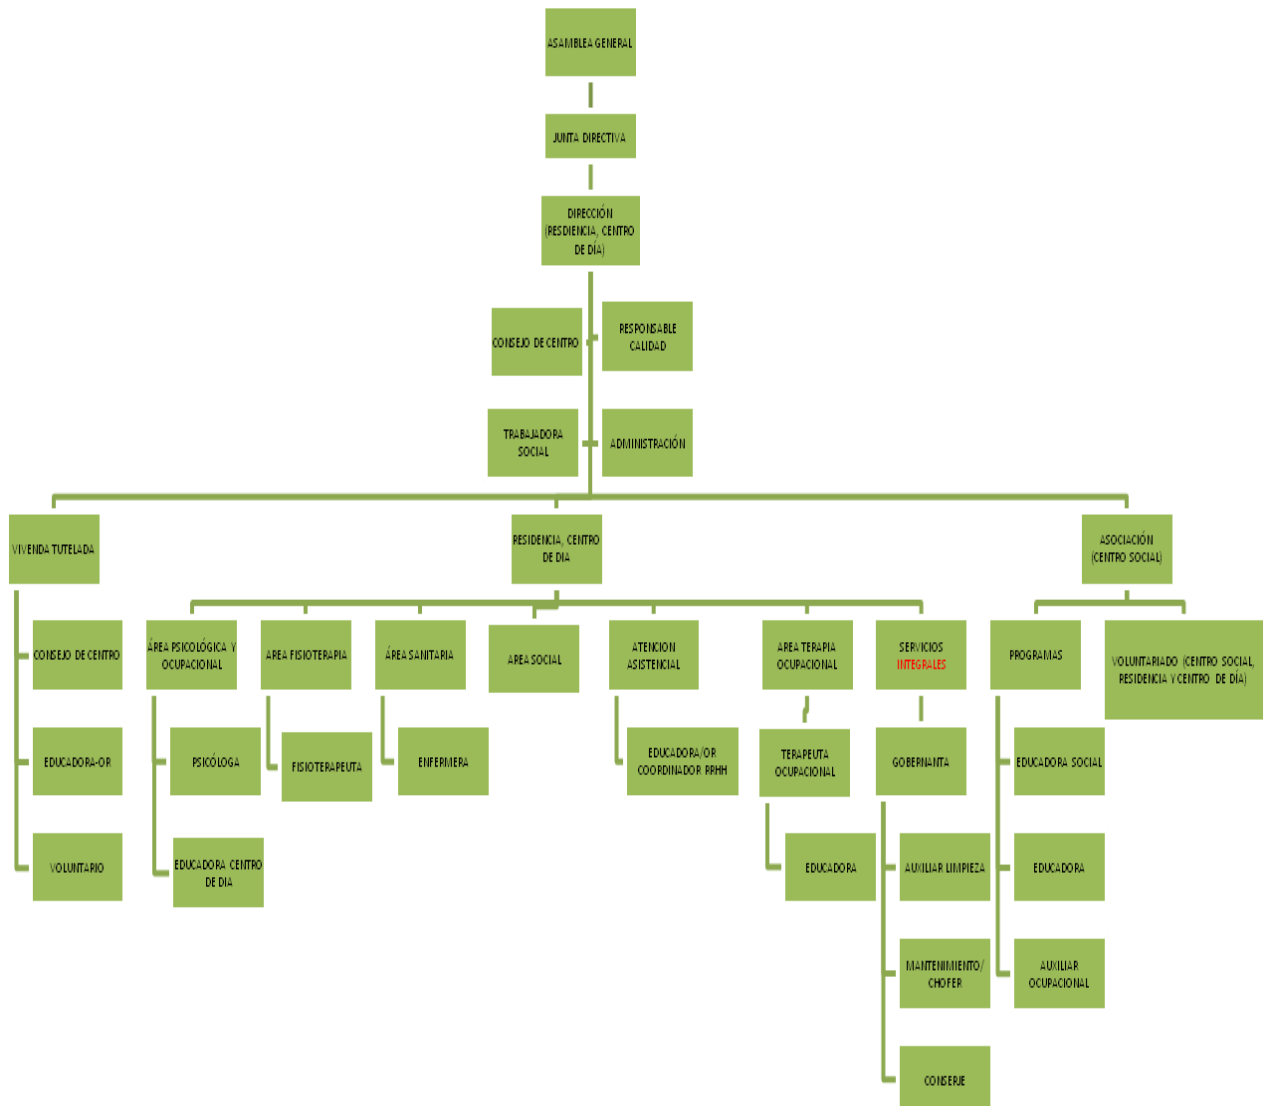 ASAMBLEA GENERAL
JUNTA DIRECTIVA
DIRECCIÓN
(RESDIENCIA, CENTRO
DE DÍA)
CONSEJO DE CENTRO
RESPONSABLE
CALIDAD
TRABAJADORA
SOCIAL
ADMINISTRACIÓN
VIVENDA TUTELADA
RESIDENCIA, CENTRO
DE DIA
ASOCIACIÓN
(CENTRO SOCIAL)
CONSEJO DE CENTRO
ÁREA PSICOLÓGICA Y
OCUPACIONAL
AREA FISIOTERAPIA
ÁREA SANITARIA
AREA SOCIAL
ATENCION
ASISTENCIAL
AREA TERAPIA
OCUPACIONAL
SERVICIOS
INTEGRALES
PROGRAMAS
VOLUNTARIADO (CENTRO SOCIAL,
RESIDENCIA Y CENTRO DE DÍA)
EDUCADORA-OR
PSICÓLOGA
FISIOTERAPEUTA
ENFERMERA
EDUCADORA/OR
COORDINADOR RRHH
TERAPEUTA
OCUPACIONAL
GOBERNANTA
EDUCADORA SOCIAL
VOLUNTARIO
EDUCADORA CENTRO
DE DIA
EDUCADORA
AUXILIAR LIMPIEZA
EDUCADORA
MANTENIMIENTO/
CHOFER
AUXILIAR
OCUPACIONAL
CONSERJE